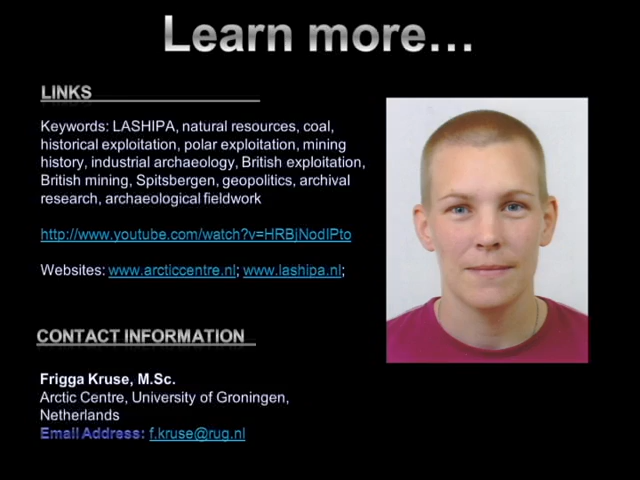 Learn more…
LINKS
Keywords: LASHIPA, natural resources, coal,
historical exploitation, polar exploitation, mining
history, industrial archaeology, British exploitation,
British mining, Spitsbergen, geopolitics, archival
research, archaeological fieldwork
http://www.youtube.com/watch?v=HRBjNodIPto
Websites: www.arcticcentre.nl; www.lashipa.nl;
CONTACT INFORMATION
Frigga Kruse, M.Sc.
Arctic Centre, University of Groningen,
Netherlands
Email Address: f.kruse@rug.nl